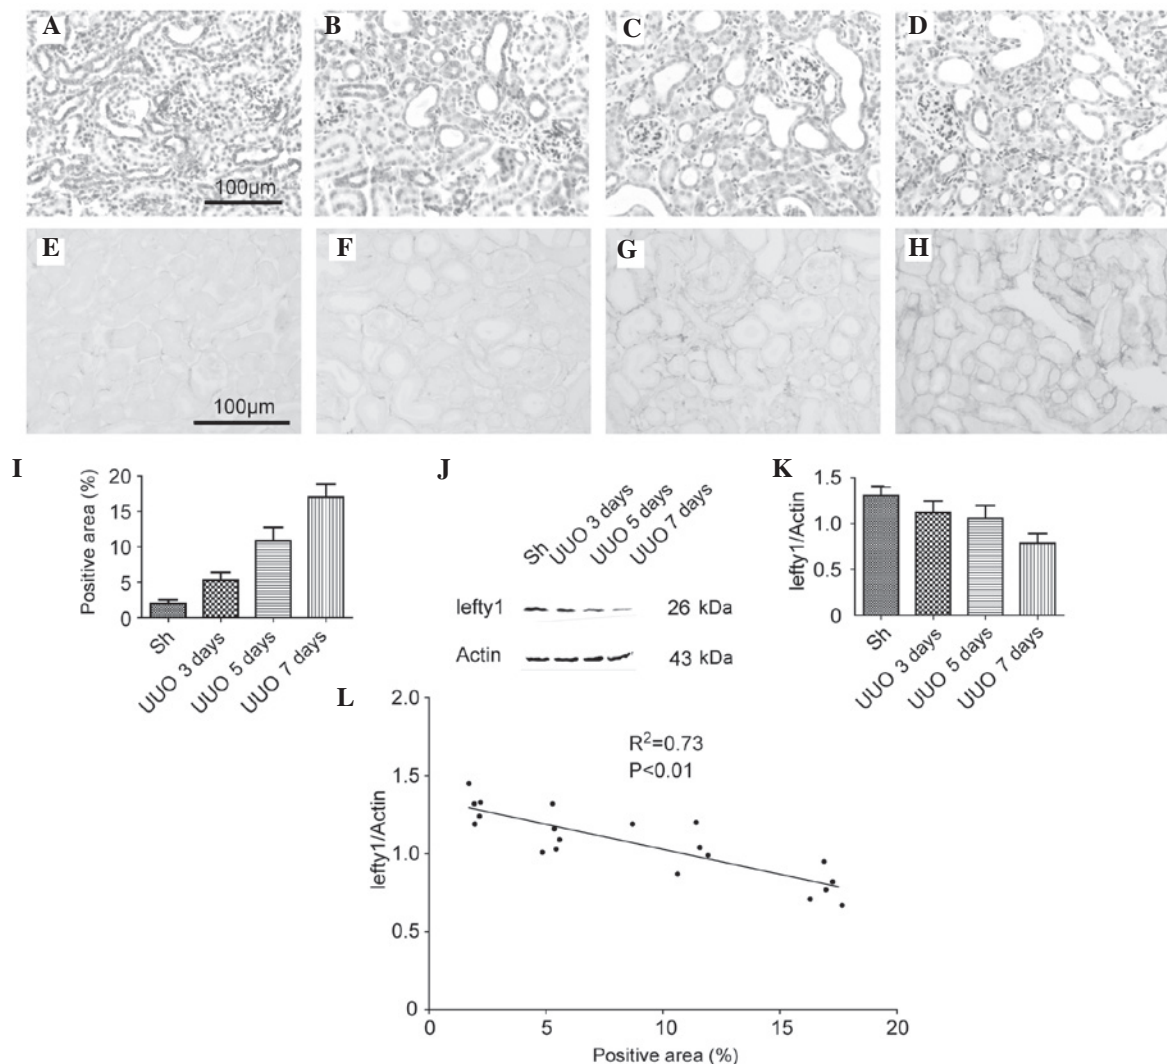 A
B
C
D
100μm
E
F
G
H
100μm
I
Positive area (%)
20
15
10
5
0
Sh
UUO 3 days
UUO 5 days
UUO 7 days
J
Sh
UUO 3 days
UUO 5 days
UUO 7 days
lefty1
26 kDa
Actin
43 kDa
K
lefty1/Actin
1.5
1.0
0.5
0
Sh
UUO 3 days
UUO 5 days
UUO 7 days
L
lefty1/Actin
2.0
1.5
1.0
0.5
0
R²=0.73
P<0.01
0 5 10 15 20
Positive area (%)